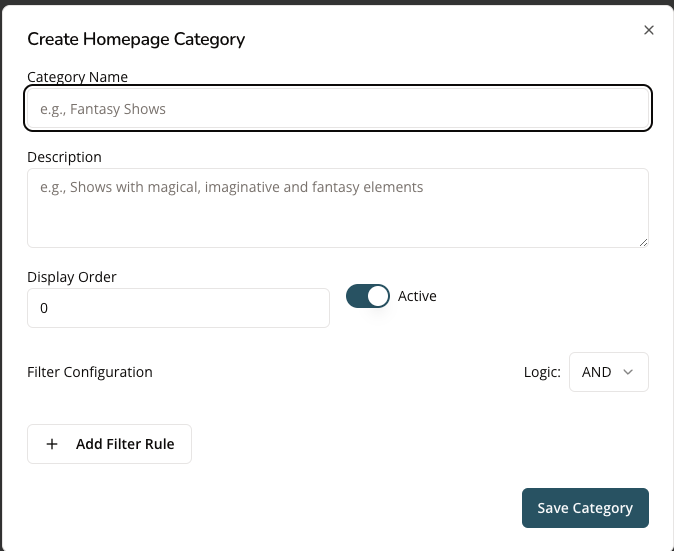 Create Homepage Category
Category Name
e.g., Fantasy Shows
Description
e.g., Shows with magical, imaginative and fantasy elements
Display Order
0
Active
Filter Configuration
Logic: AND
+ Add Filter Rule
Save Category